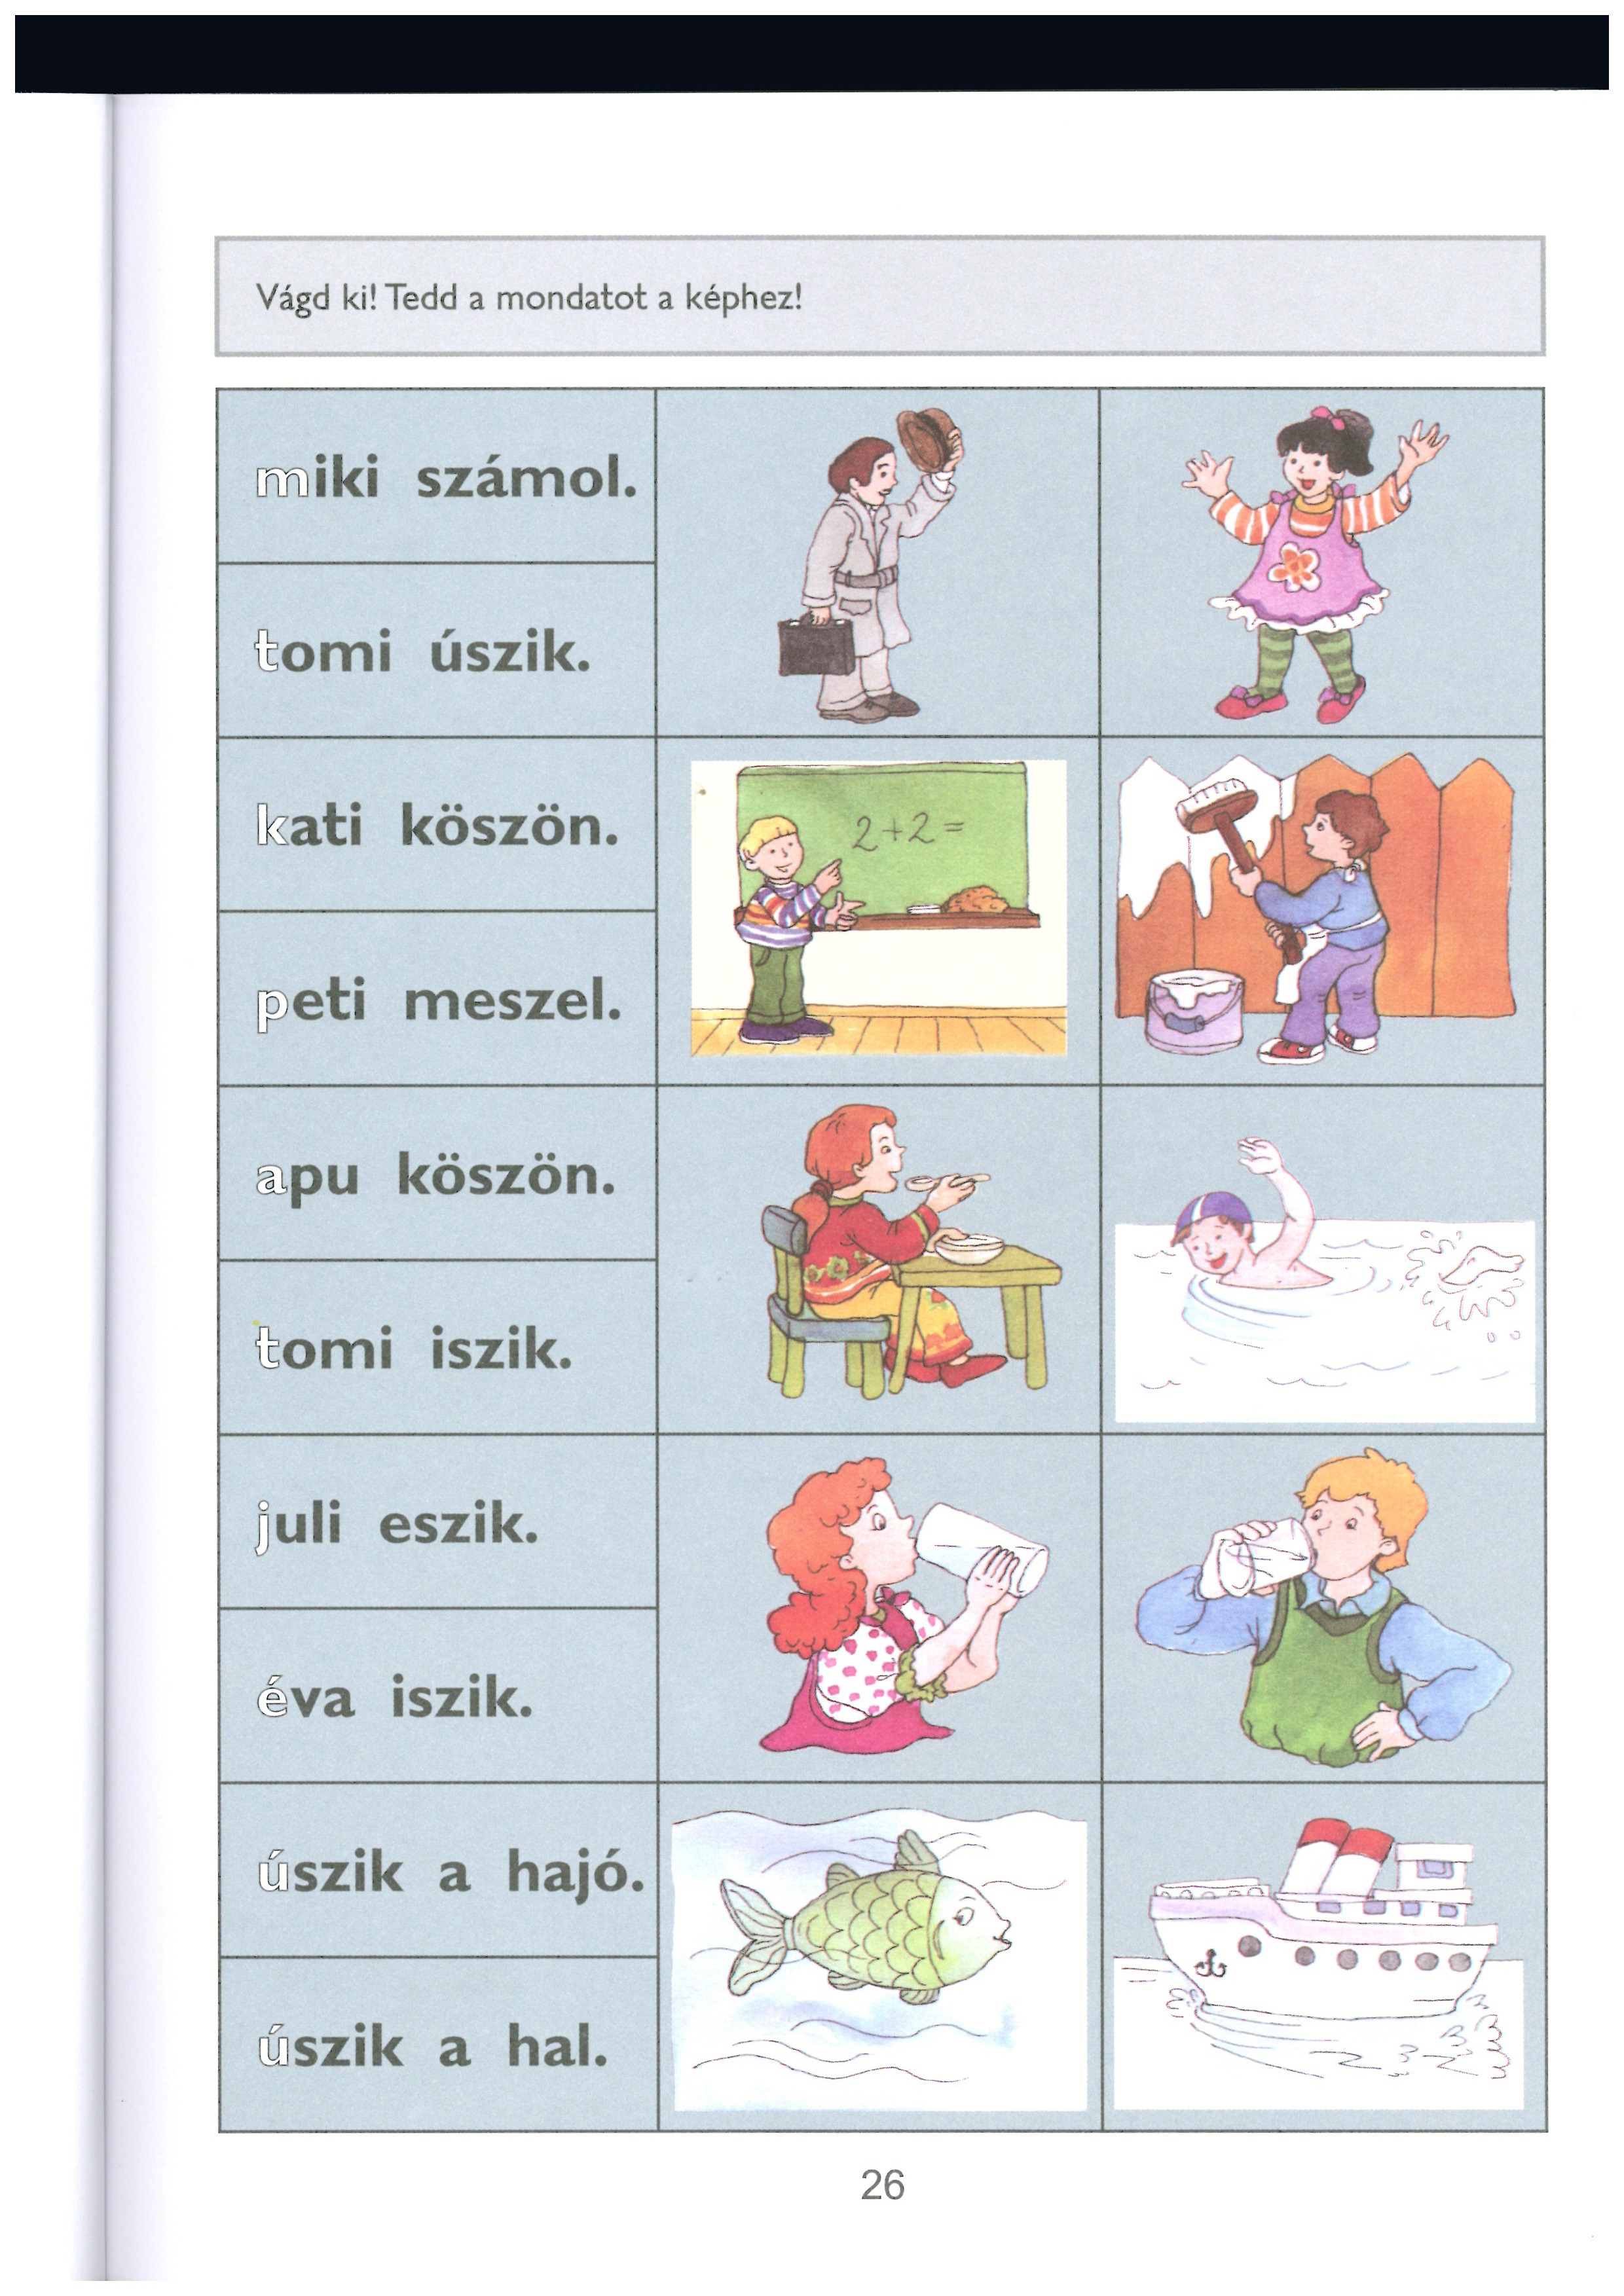 Vágd ki! Tedd a mondatot a képhez!
miki számol.
tomi úszik.
kati köszön.
2+2=
peti meszel.
apu köszön.
tomi iszik.
juli eszik.
éva iszik.
úszik a hajó.
úszik a hal.
26